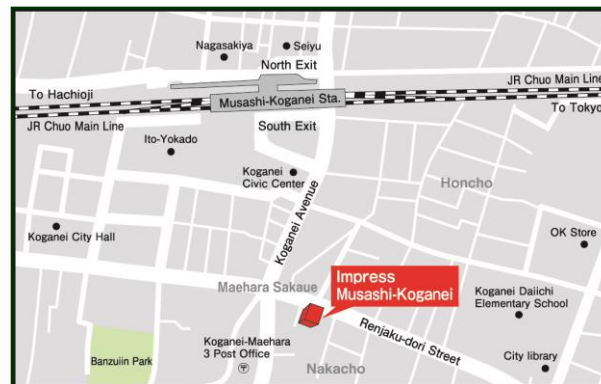 Nagasakiya
Seiyu
North Exit
To Hachioji
JR Chuo Main Line
Musashi-Koganei Sta.
JR Chuo Main Line
To Tokyo
South Exit
Ito-Yokado
Koganei
Civic Center
Koganei Avenue
Honcho
Koganei City Hall
OK Store
Impress
Musashi-Koganei
Maehara Sakaue
Koganei Daiichi
Elementary School
Renjaku-dori Street
Koganei-Maehara
3 Post Office
〒
Banzuiin Park
Nakacho
City library